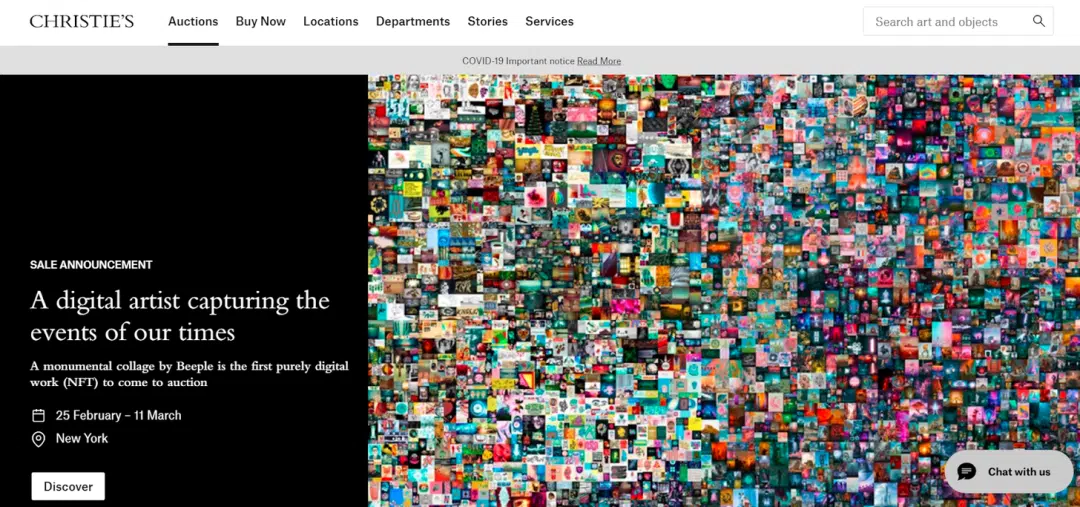 CHRISTIE'S
Auctions Buy Now Locations Departments Stories Services
Search art and objects
COVID-19 Important notice Read More
SALE ANNOUNCEMENT
A digital artist capturing the
events of our times
A monumental collage by Beeple is the first purely digital
work (NFT) to come to auction
25 February – 11 March
New York
Discover
Chat with us